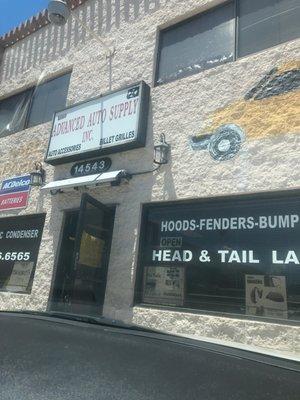 ADVANCED AUTO SUPPLY
INC.
AUTO ACCESSORIES BILLET GRILLES
14543
ACDelco
BATTERIES
C CONDENSER
6.6565
HOODS-FENDERS-BUMP
OPEN
HEAD & TAIL LA